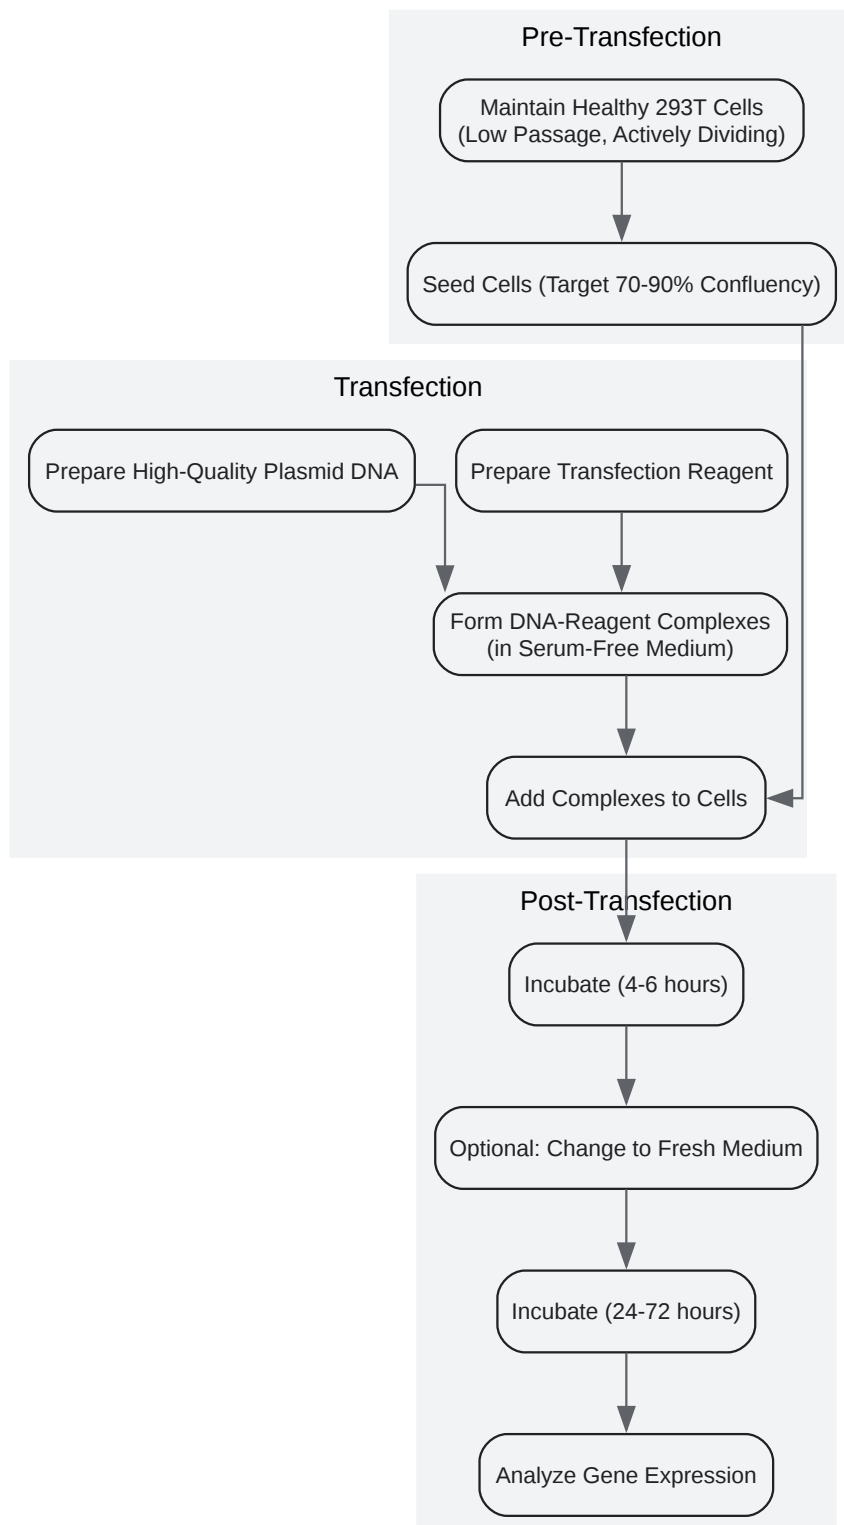 Pre-Transfection
Maintain Healthy 293T Cells
(Low Passage, Actively Dividing)
Seed Cells (Target 70-90% Confluency)
Transfection
Prepare High-Quality Plasmid DNA
Prepare Transfection Reagent
Form DNA-Reagent Complexes
(in Serum-Free Medium)
Add Complexes to Cells
Post-Transfection
Incubate (4-6 hours)
Optional: Change to Fresh Medium
Incubate (24-72 hours)
Analyze Gene Expression